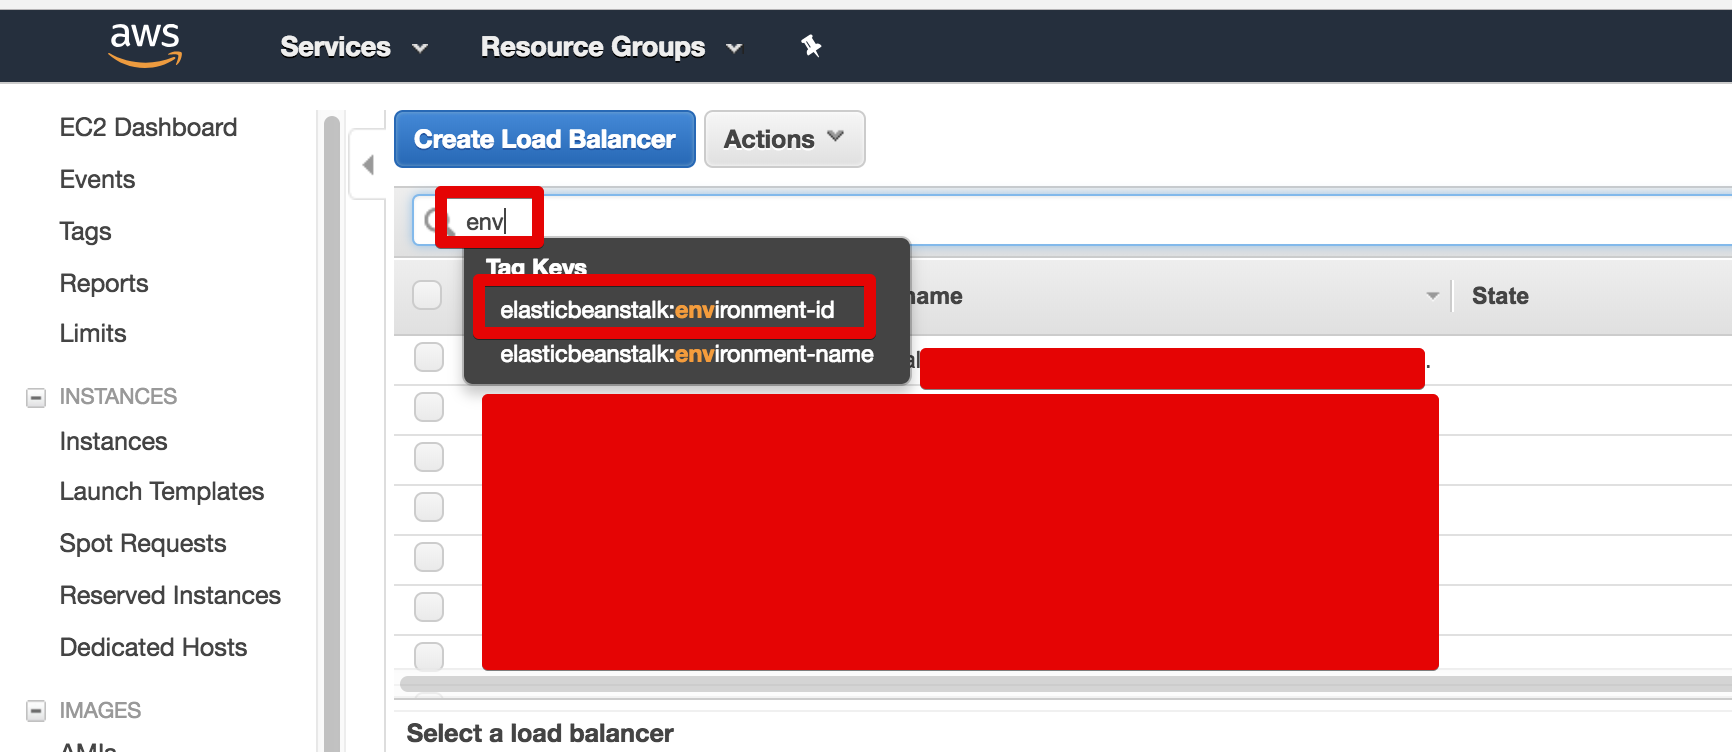 aws Services Resource Groups
EC2 Dashboard
Events
Tags
Reports
Limits
INSTANCES
Instances
Launch Templates
Spot Requests
Reserved Instances
Dedicated Hosts
IMAGES
AMIs
Create Load Balancer Actions
env
Tag Keys
elasticbeanstalk:environment-id
elasticbeanstalk:environment-name
name State
al .
Select a load balancer